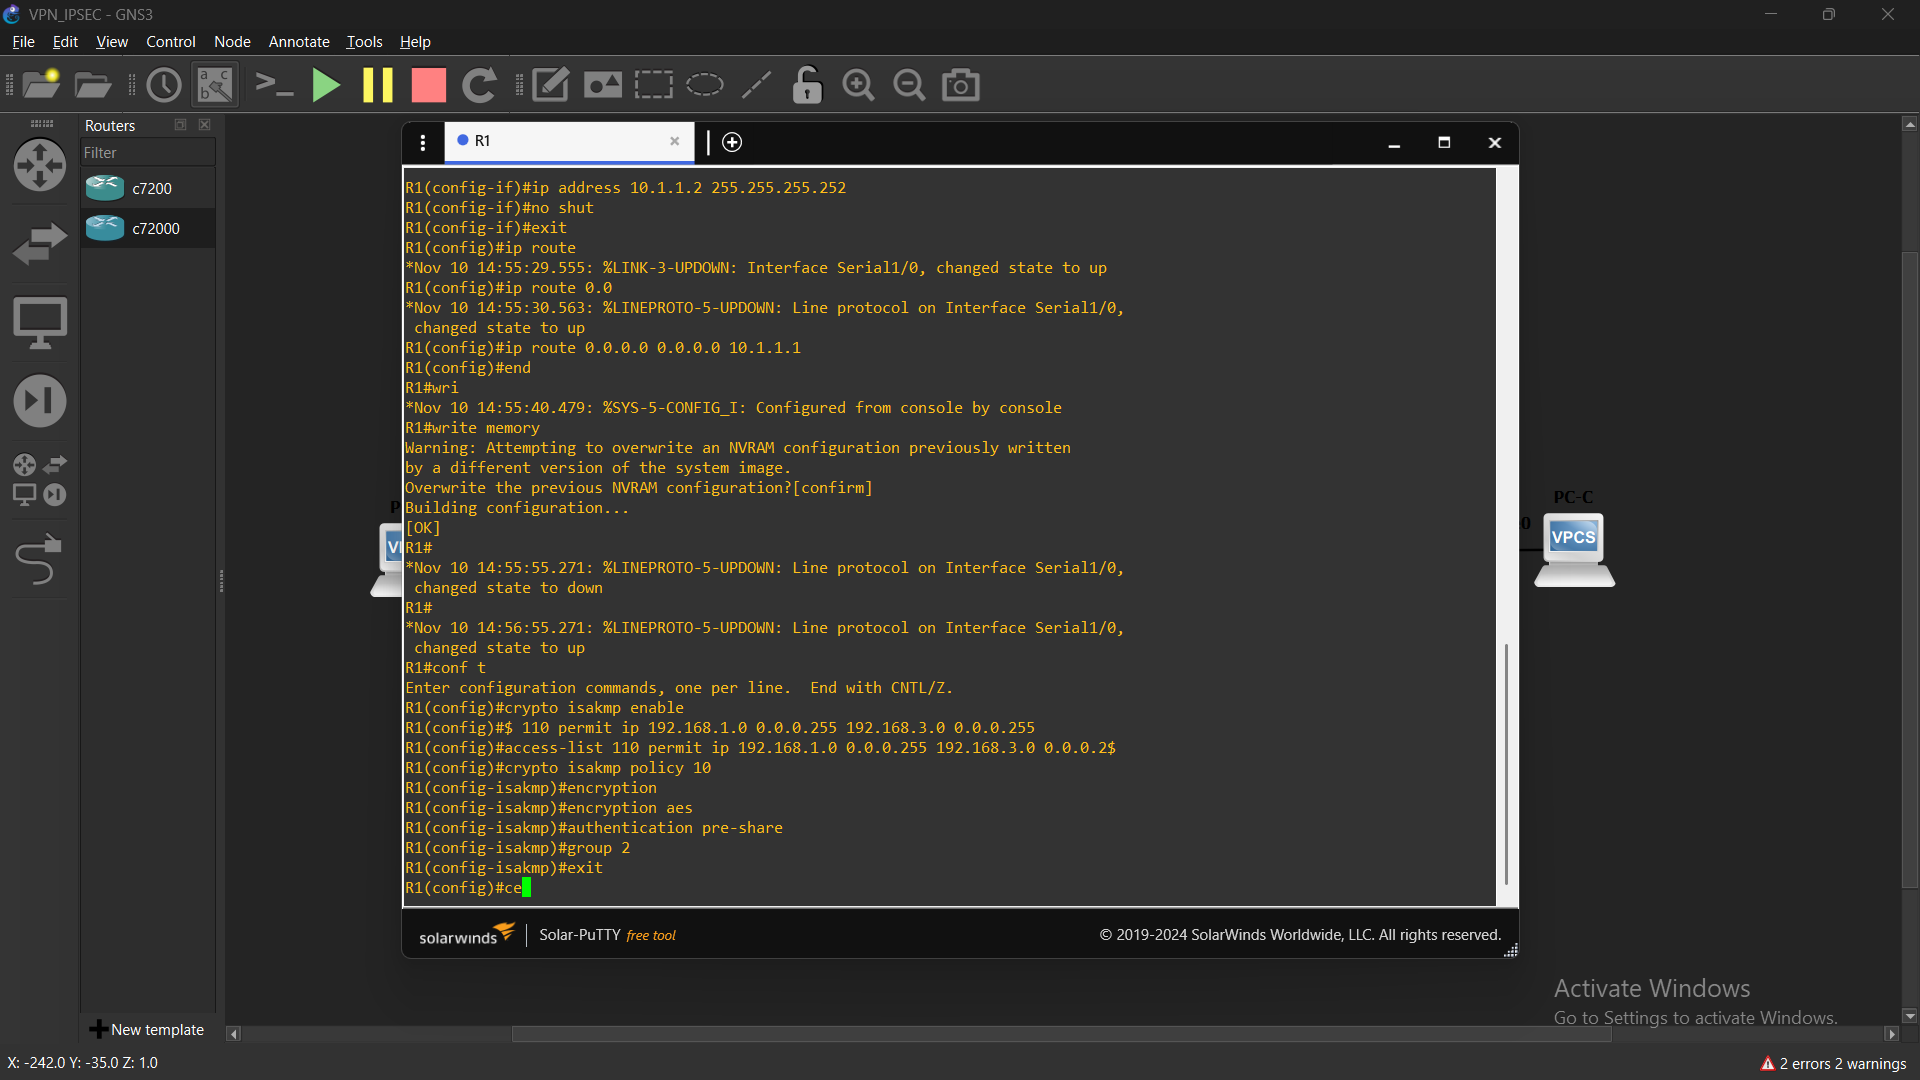 VPN_IPSEC - GNS3
File Edit View Control Node Annotate Tools Help
Routers
Filter
c7200
c72000
New template
R1
R1(config-if)#ip address 10.1.1.2 255.255.255.252
R1(config-if)#no shut
R1(config-if)#exit
R1(config)#ip route
*Nov 10 14:55:29.555: %LINK-3-UPDOWN: Interface Serial1/0, changed state to up
R1(config)#ip route 0.0
*Nov 10 14:55:30.563: %LINEPROTO-5-UPDOWN: Line protocol on Interface Serial1/0,
changed state to up
R1(config)#ip route 0.0.0.0 0.0.0.0 10.1.1.1
R1(config)#end
R1#wri
*Nov 10 14:55:40.479: %SYS-5-CONFIG_I: Configured from console by console
R1#write memory
Warning: Attempting to overwrite an NVRAM configuration previously written
by a different version of the system image.
Overwrite the previous NVRAM configuration?[confirm]
Building configuration...
[OK]
R1#
*Nov 10 14:55:55.271: %LINEPROTO-5-UPDOWN: Line protocol on Interface Serial1/0,
changed state to down
R1#
*Nov 10 14:56:55.271: %LINEPROTO-5-UPDOWN: Line protocol on Interface Serial1/0,
changed state to up
R1#conf t
Enter configuration commands, one per line.  End with CNTL/Z.
R1(config)#crypto isakmp enable
R1(config)#$ 110 permit ip 192.168.1.0 0.0.0.255 192.168.3.0 0.0.0.255
R1(config)#access-list 110 permit ip 192.168.1.0 0.0.0.255 192.168.3.0 0.0.0.2$
R1(config)#crypto isakmp policy 10
R1(config-isakmp)#encryption
R1(config-isakmp)#encryption aes
R1(config-isakmp)#authentication pre-share
R1(config-isakmp)#group 2
R1(config-isakmp)#exit
R1(config)#ce
solarwinds Solar-PuTTY free tool
© 2019-2024 SolarWinds Worldwide, LLC. All rights reserved.
PC-C
VPCS
Activate Windows
Go to Settings to activate Windows.
X: -242.0 Y: -35.0 Z: 1.0
2 errors 2 warnings